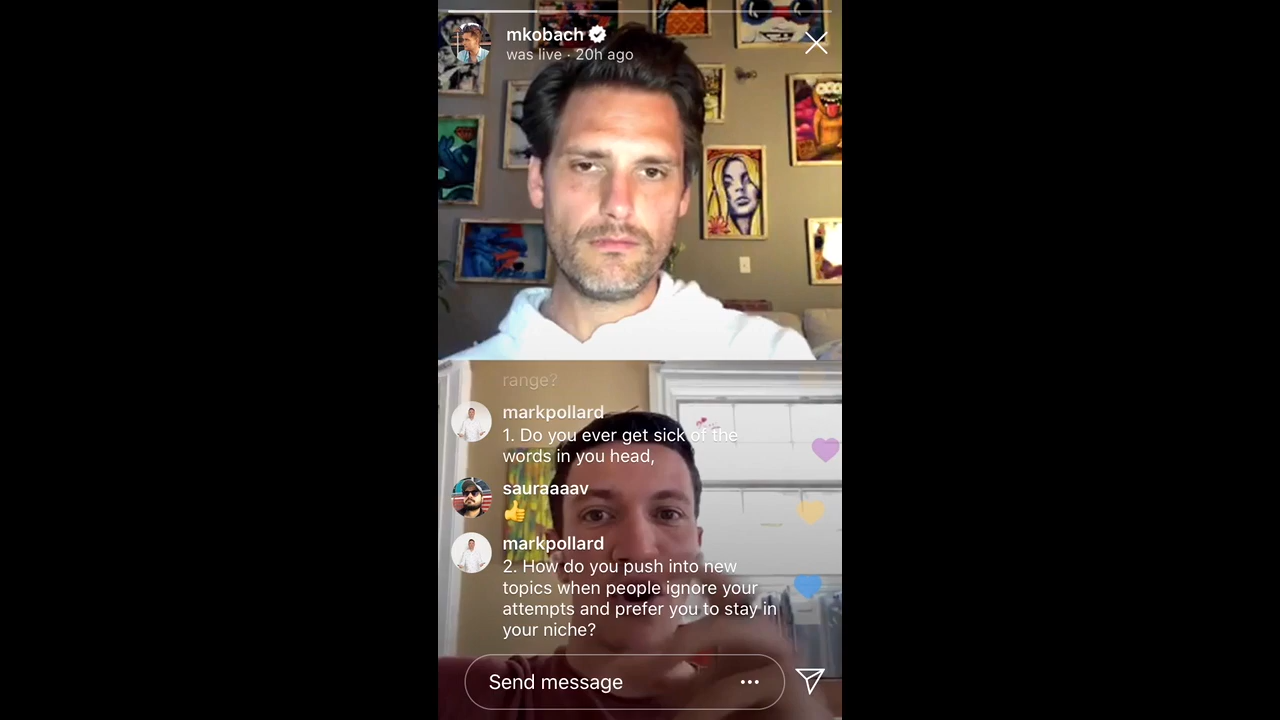 mkobach
was live · 20h ago
range?
markpollard
1. Do you ever get sick of the
words in you head,
sauraaaav
👍
markpollard
2. How do you push into new
topics when people ignore your
attempts and prefer you to stay in
your niche?
Send message